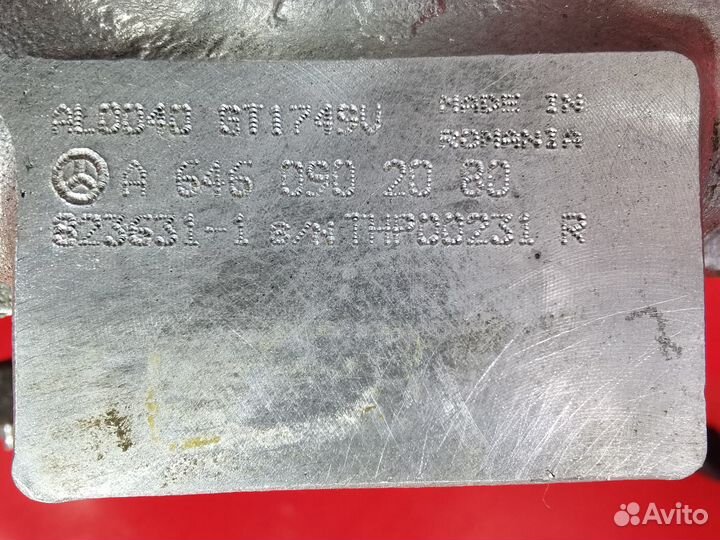 AL0040 GT1749V MADE IN
ROMANIA
A 646 090 20 80
823631-1 s/n THP00231 R
Avito